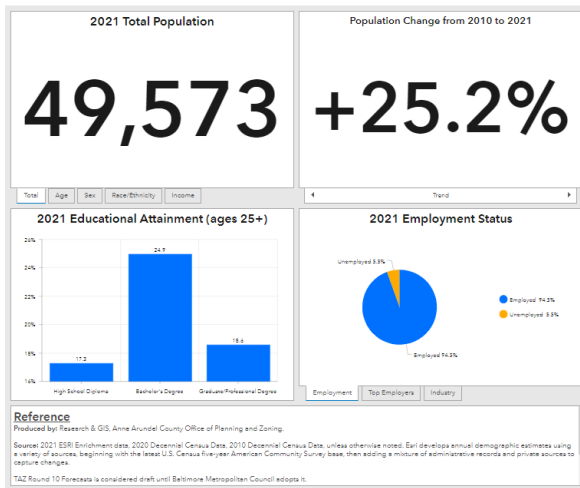 2021 Total Population
49,573
Total Age Sex Race/Ethnicity Income
Population Change from 2010 to 2021
+25.2%
Trend
2021 Educational Attainment (ages 25+)
26%
24%
22%
20%
18%
16%
17.3
24.9
18.6
High School Diploma Bachelor's Degree Graduate/Professional Degree
2021 Employment Status
Unemployed 5.5%
Employed 94.5%
Employed 94.5%
Unemployed 5.5%
Employment Top Employers Industry
Reference
Produced by: Research & GIS, Anne Arundel County Office of Planning and Zoning.
Source: 2021 ESRI Enrichment data, 2020 Decennial Census Data, 2010 Decennial Census Data, unless otherwise noted. Esri develops annual demographic estimates using
a variety of sources, beginning with the latest U.S. Census five-year American Community Survey base, then adding a mixture of administrative records and private sources to
capture changes.
TAZ Round 10 Forecasts is considered draft until Baltimore Metropolitan Council adopts it.